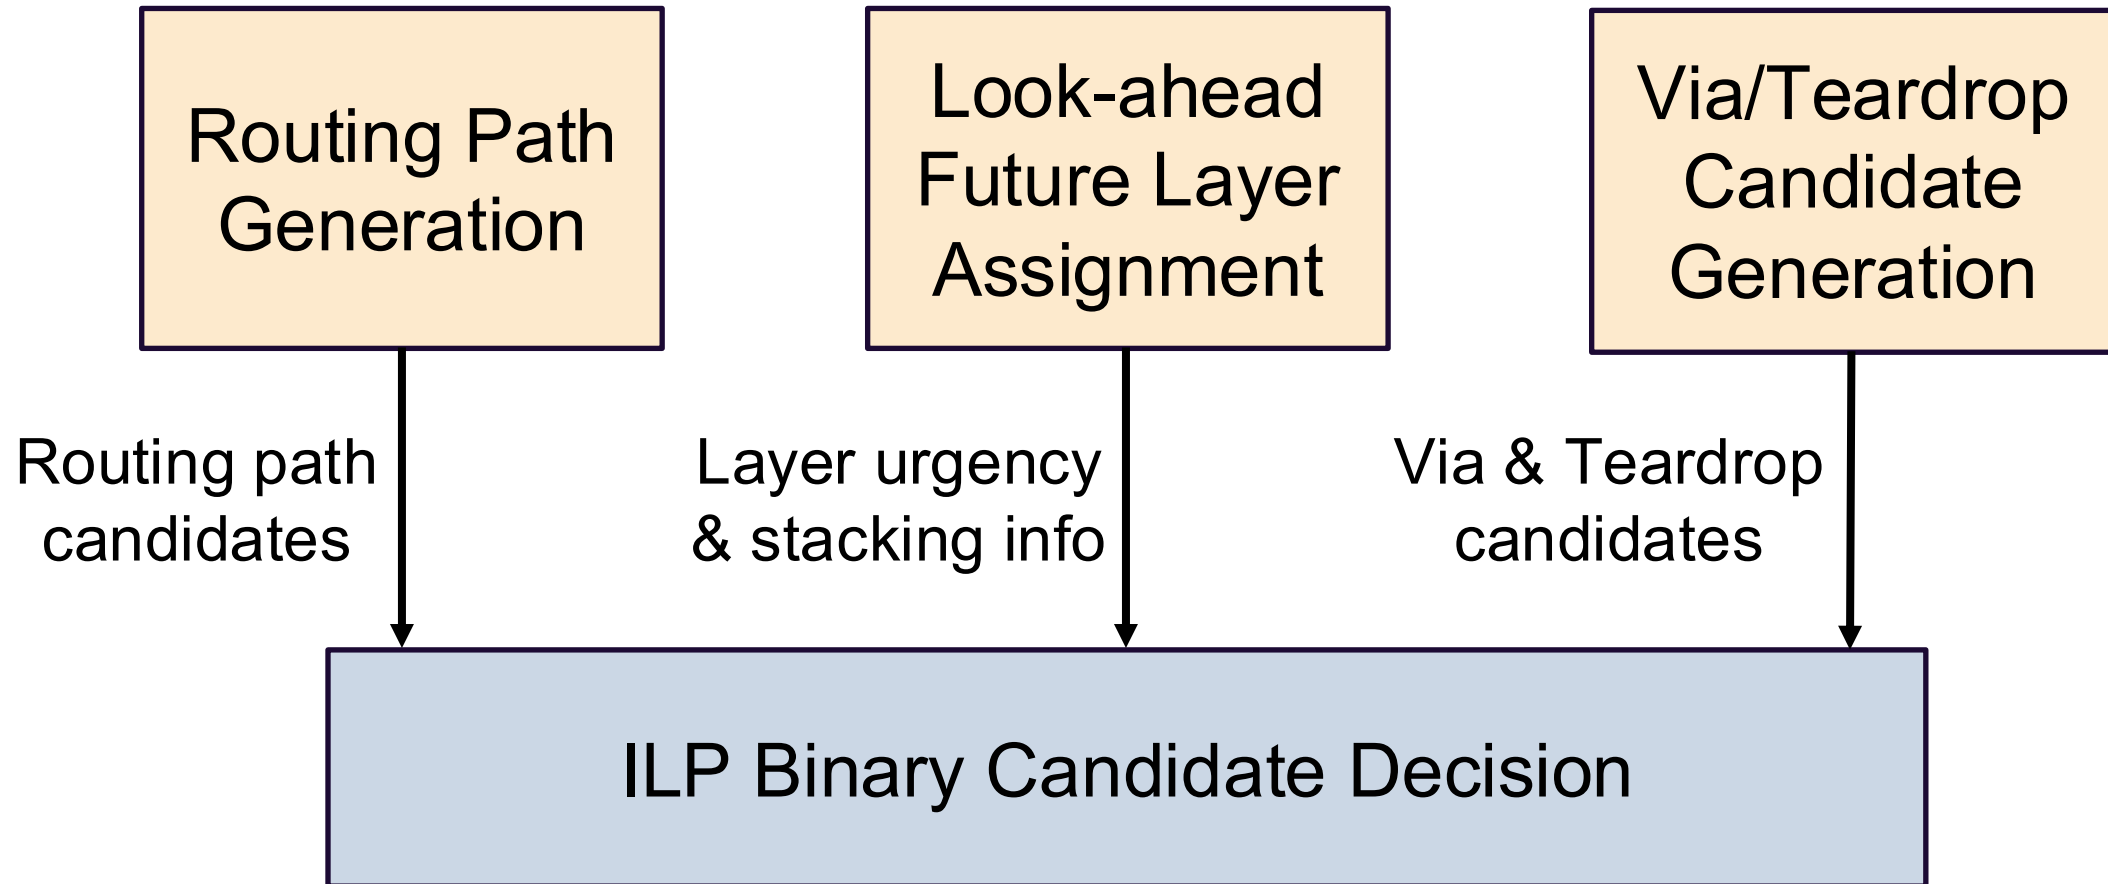 Routing Path
Generation
Look-ahead
Future Layer
Assignment
Via/Teardrop
Candidate
Generation
Routing path
candidates
Layer urgency
& stacking info
Via & Teardrop
candidates
ILP Binary Candidate Decision